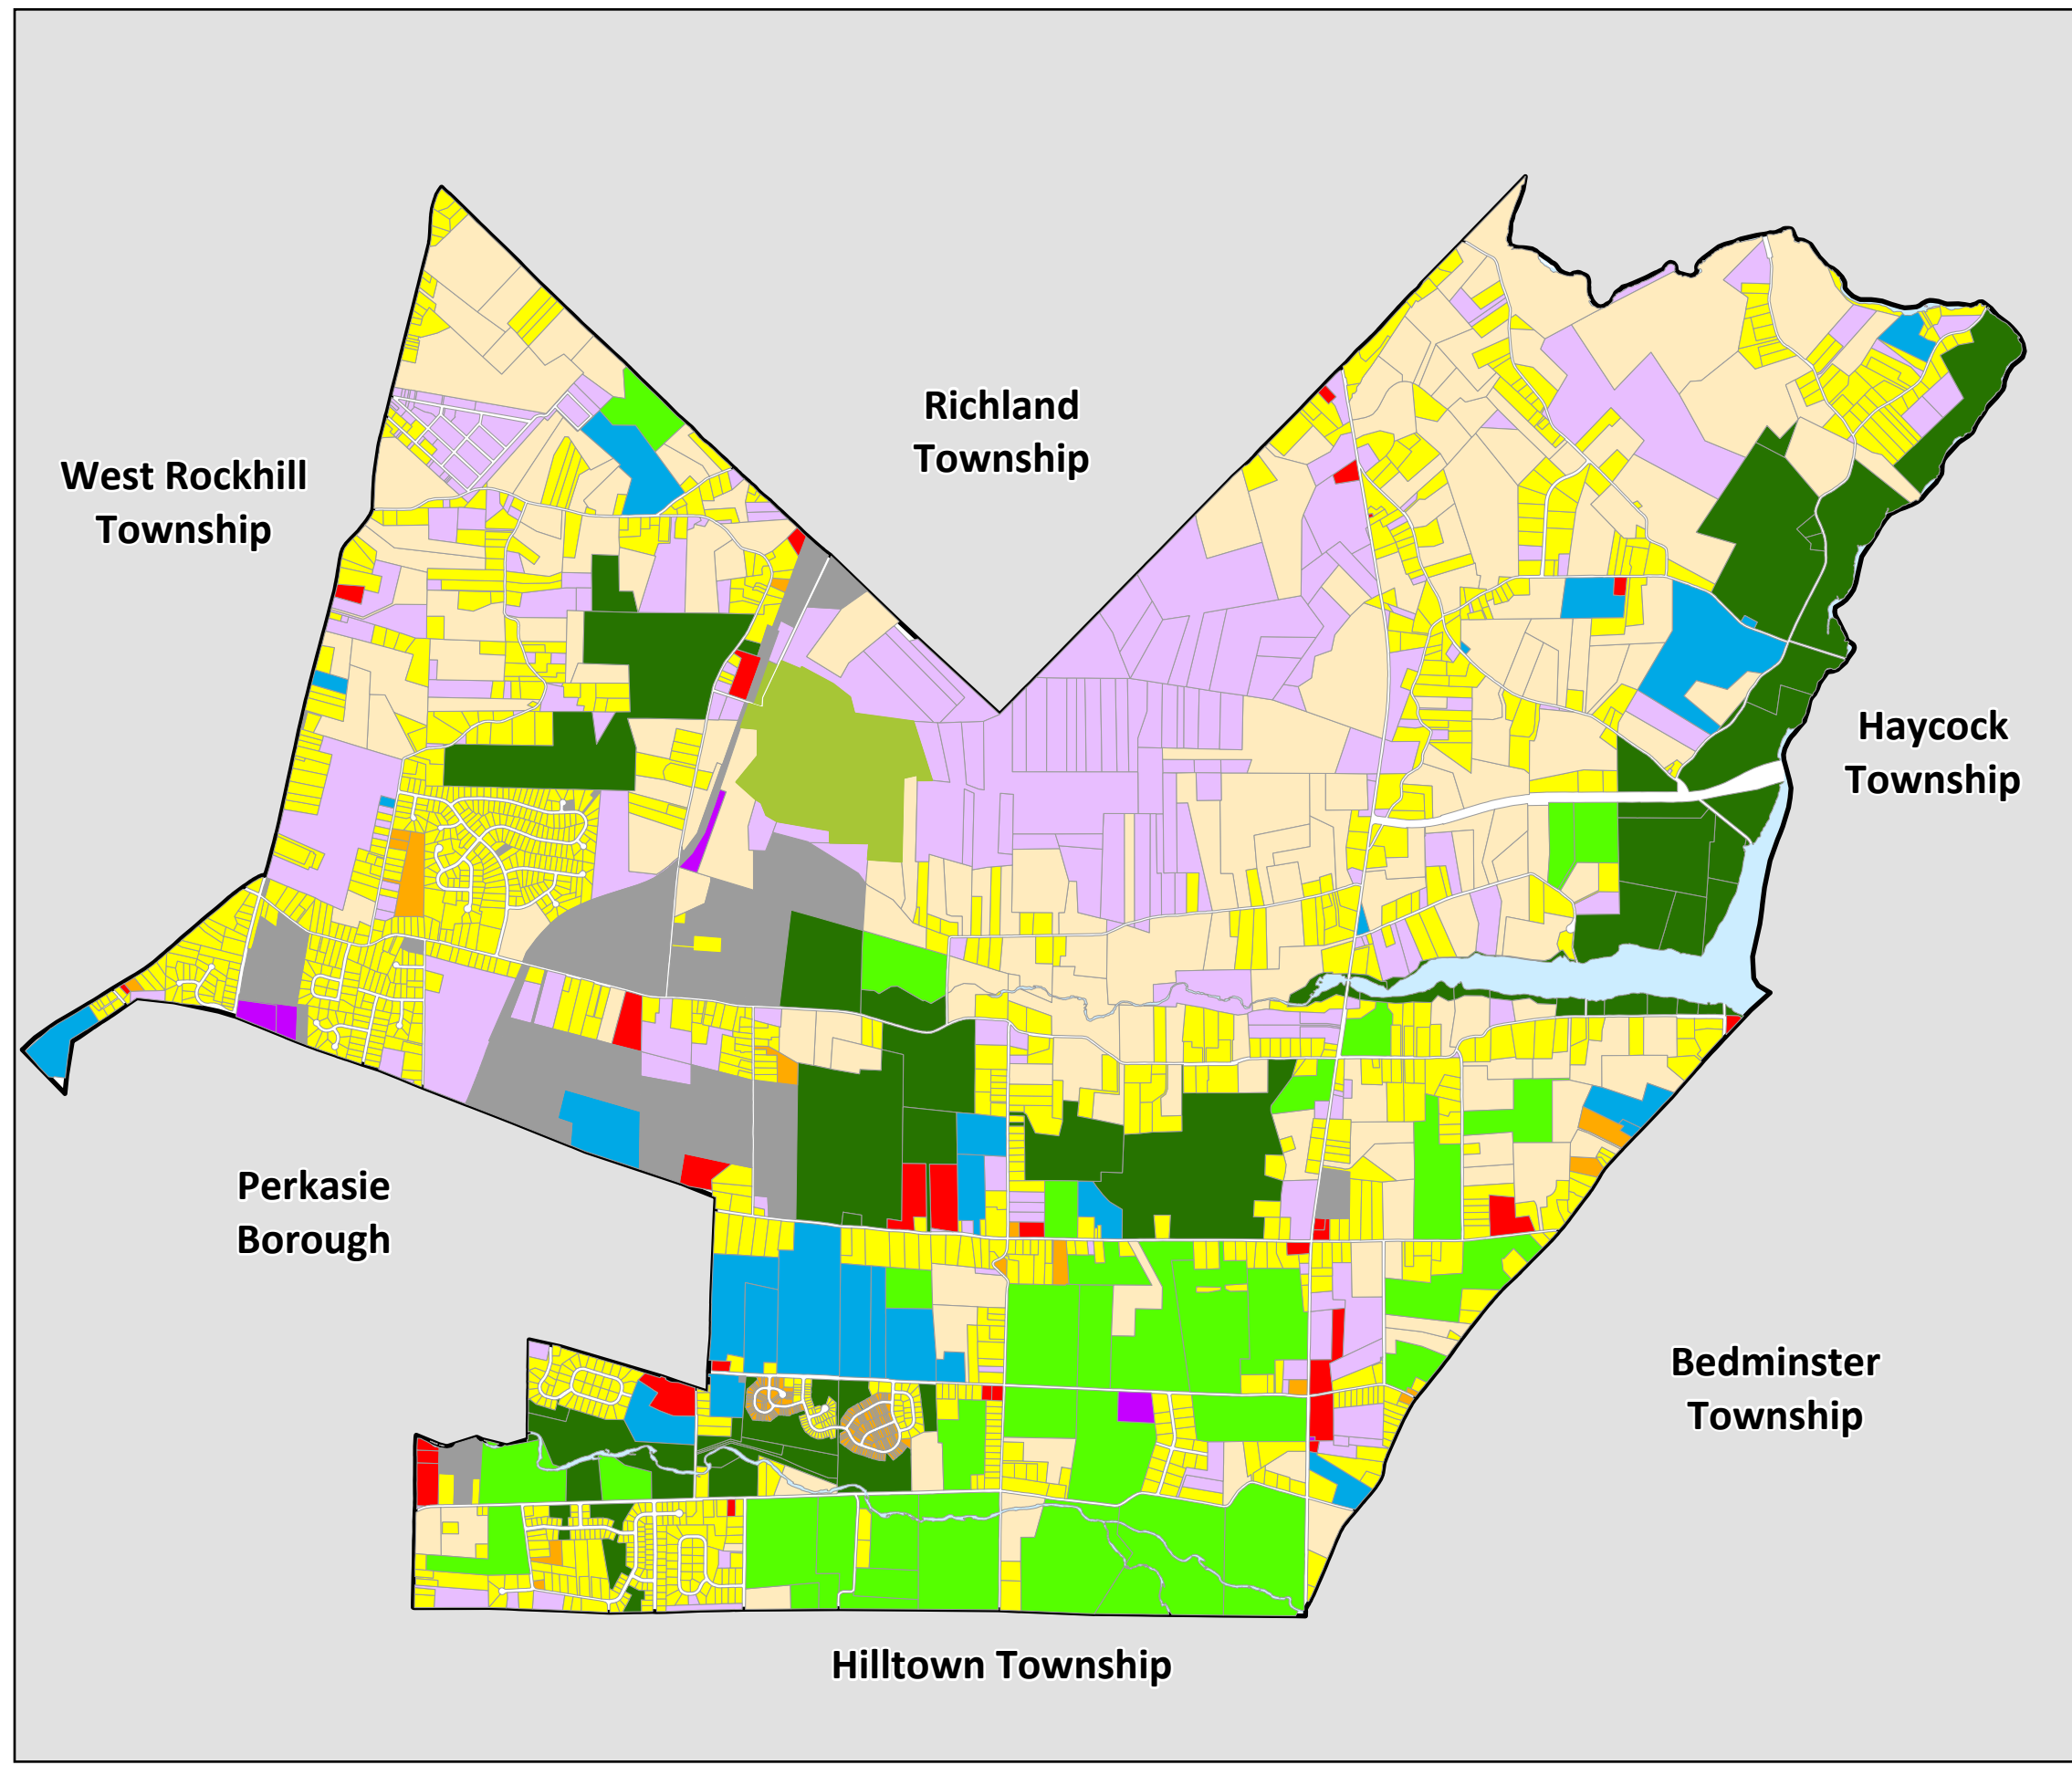 Richland
Township
West Rockhill
Township
Haycock
Township
Perkasie
Borough
Bedminster
Township
Hilltown Township